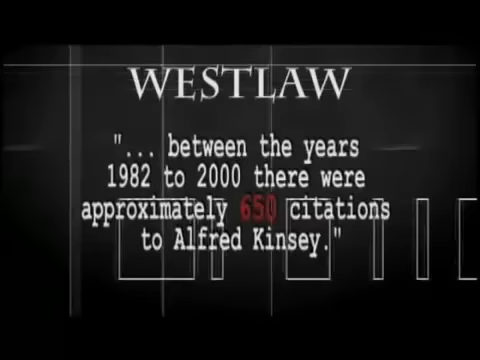 WESTLAW
"... between the years
1982 to 2000 there were
approximately 650 citations
to Alfred Kinsey."